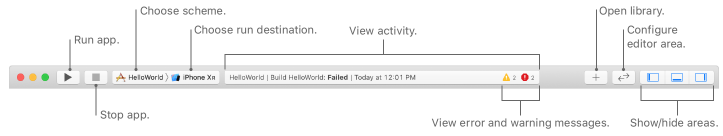 Choose scheme.
Open library.
Run app.
Choose run destination.
View activity.
Configure
editor area.
HelloWorld
iPhone XR
HelloWorld | Build HelloWorld: Failed | Today at 12:01 PM
2
2
Stop app.
View error and warning messages.
Show/hide areas.